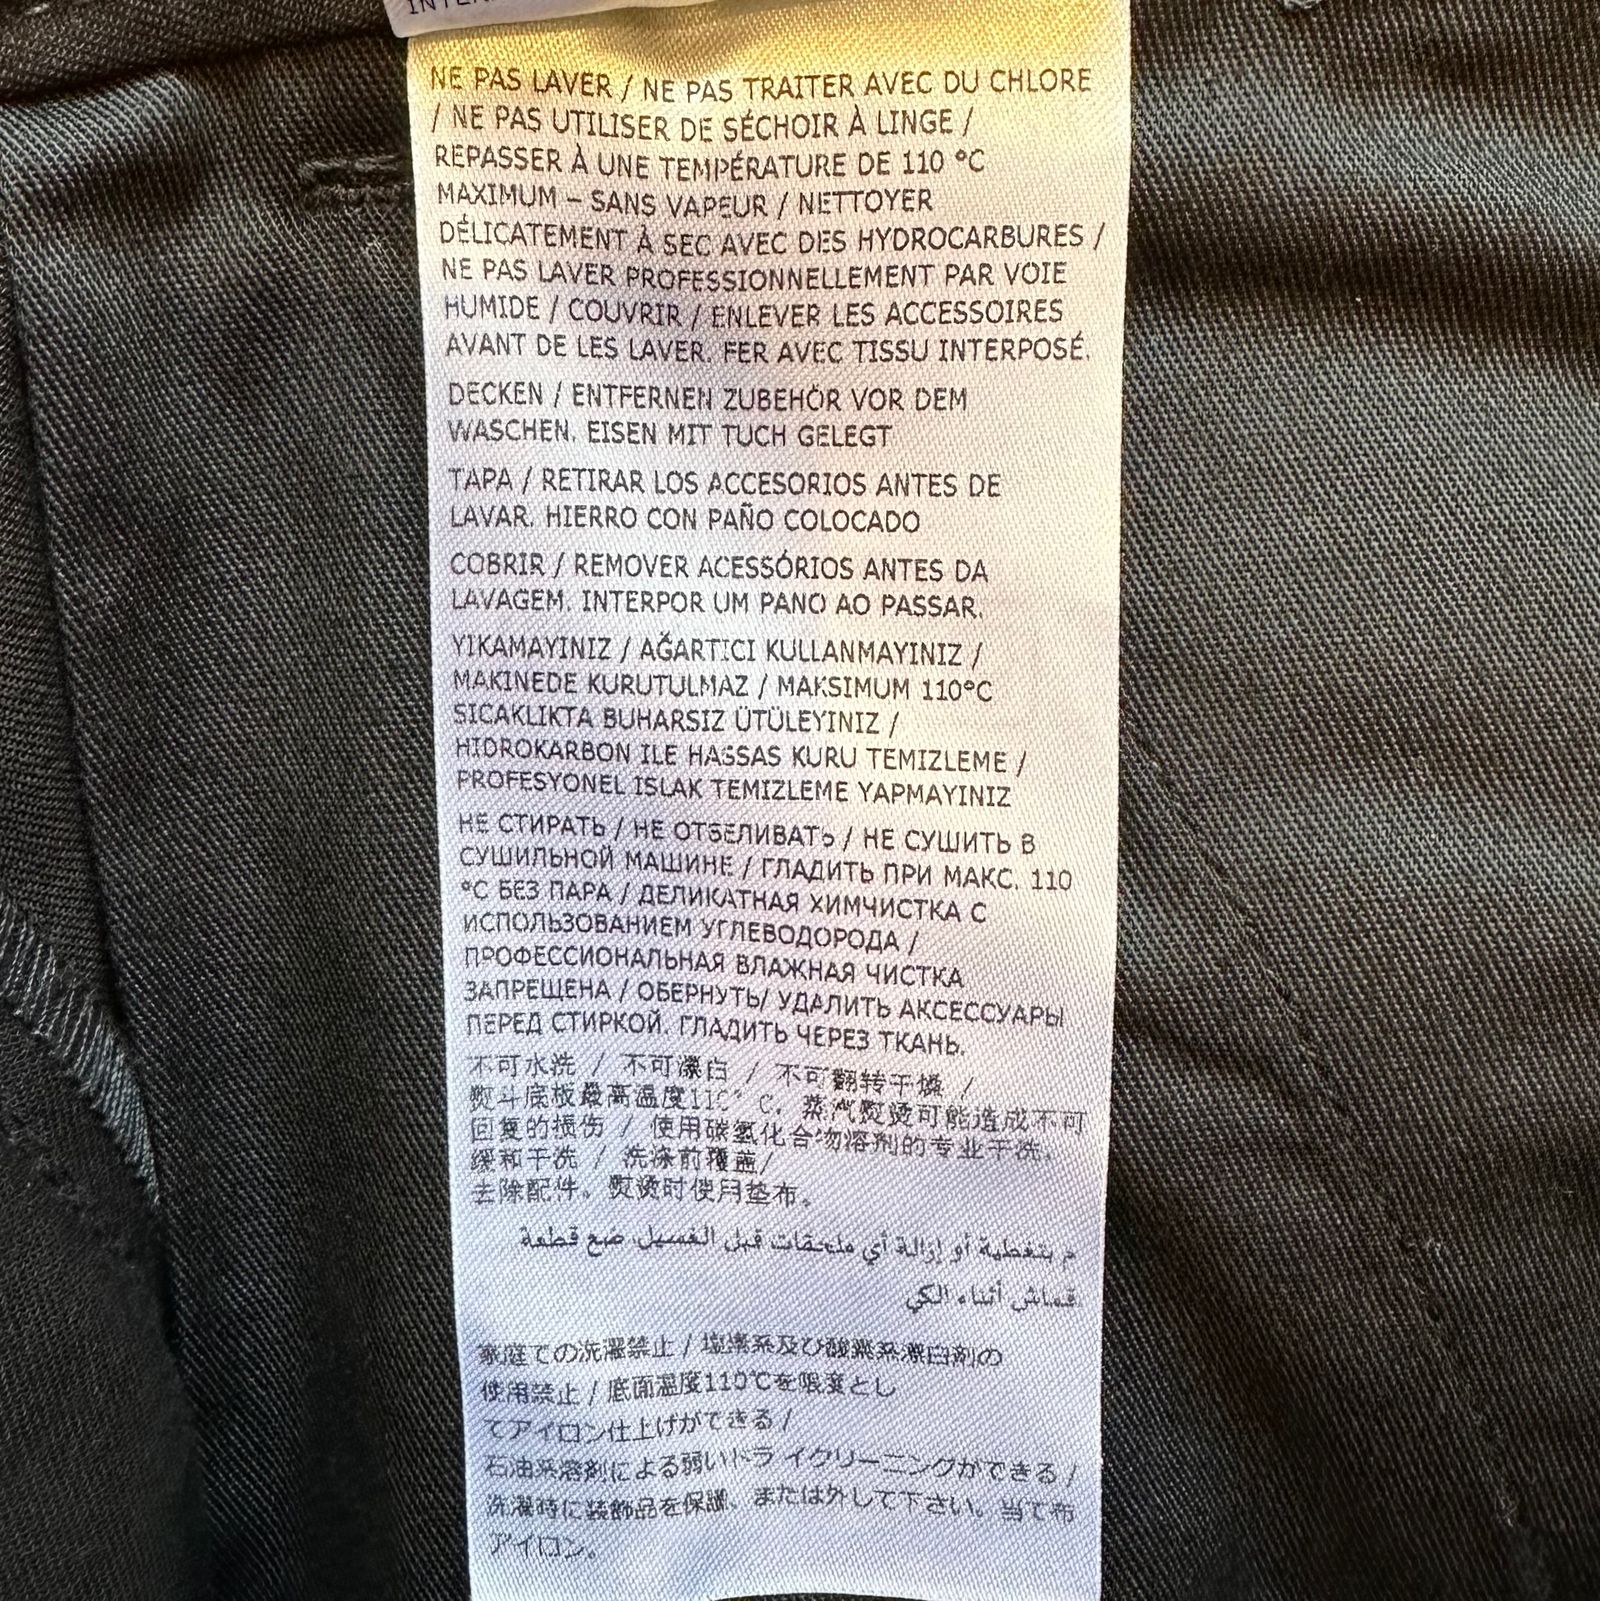 NE PAS LAVER / NE PAS TRAITER AVEC DU CHLORE
/ NE PAS UTILISER DE SÉCHOIR À LINGE /
REPASSER À UNE TEMPÉRATURE DE 110 °C
MAXIMUM – SANS VAPEUR / NETTOYER
DÉLICATEMENT À SEC AVEC DES HYDROCARBURES /
NE PAS LAVER PROFESSIONNELLEMENT PAR VOIE
HUMIDE / COUVRIR / ENLEVER LES ACCESSOIRES
AVANT DE LES LAVER. FER AVEC TISSU INTERPOSÉ.
DECKEN / ENTFERNEN ZUBEHÖR VOR DEM
WASCHEN. EISEN MIT TUCH GELEGT
TAPA / RETIRAR LOS ACCESORIOS ANTES DE
LAVAR. HIERRO CON PAÑO COLOCADO
COBRIR / REMOVER ACESSÓRIOS ANTES DA
LAVAGEM. INTERPOR UM PANO AO PASSAR.
YIKAMAYINIZ / AĞARTICI KULLANMAYINIZ /
MAKINEDE KURUTULMAZ / MAKSIMUM 110°C
SICAKLIKTA BUHARSIZ ÜTÜLEYINIZ /
HIDROKARBON ILE HASSAS KURU TEMIZLEME /
PROFESYONEL ISLAK TEMIZLEME YAPMAYINIZ
НЕ СТИРАТЬ / НЕ ОТБЕЛИВАТЬ / НЕ СУШИТЬ В
СУШИЛЬНОЙ МАШИНЕ / ГЛАДИТЬ ПРИ МАКС. 110
°C БЕЗ ПАРА / ДЕЛИКАТНАЯ ХИМЧИСТКА С
ИСПОЛЬЗОВАНИЕМ УГЛЕВОДОРОДА /
ПРОФЕССИОНАЛЬНАЯ ВЛАЖНАЯ ЧИСТКА
ЗАПРЕЩЕНА / ОБЕРНУТЬ/ УДАЛИТЬ АКСЕССУАРЫ
ПЕРЕД СТИРКОЙ. ГЛАДИТЬ ЧЕРЕЗ ТКАНЬ.
不可水洗 / 不可漂白 / 不可翻转干燥 /
熨斗底板最高温度110° C. 蒸汽熨烫可能造成不可
回复的损伤 / 使用碳氢化合物溶剂的专业干洗.
缓和干洗 / 洗涤前覆盖/
去除配件。熨烫时使用垫布。
م بتغطية أو إزالة أي ملحقات قبل الغسيل. ضع قطعة
قماش أثناء الكي
家庭での洗濯禁止 / 塩素系及び酸素系漂白剤の
使用禁止 / 底面温度110℃を限度とし
てアイロン仕上げができる /
石油系溶剤による弱いドラ イクリーニングができる /
洗濯時に装飾品を保護、または外して下さい。当て布
アイロン。